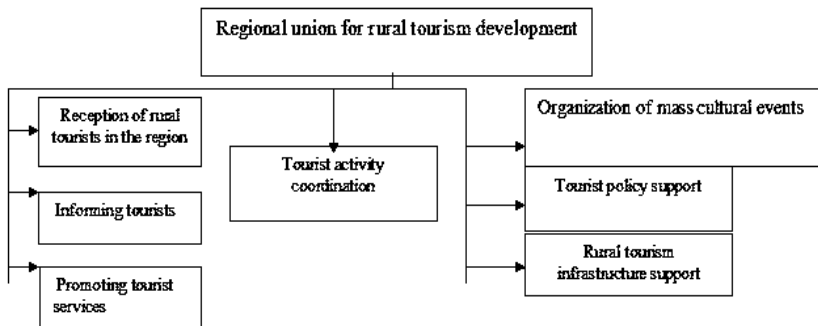 Regional union for rural tourism development
Reception of rural
tourists in the region
Informing tourists
Promoting tourist
services
Tourist activity
coordination
Organization of mass cultural events
Tourist policy support
Rural tourism
infrastructure support